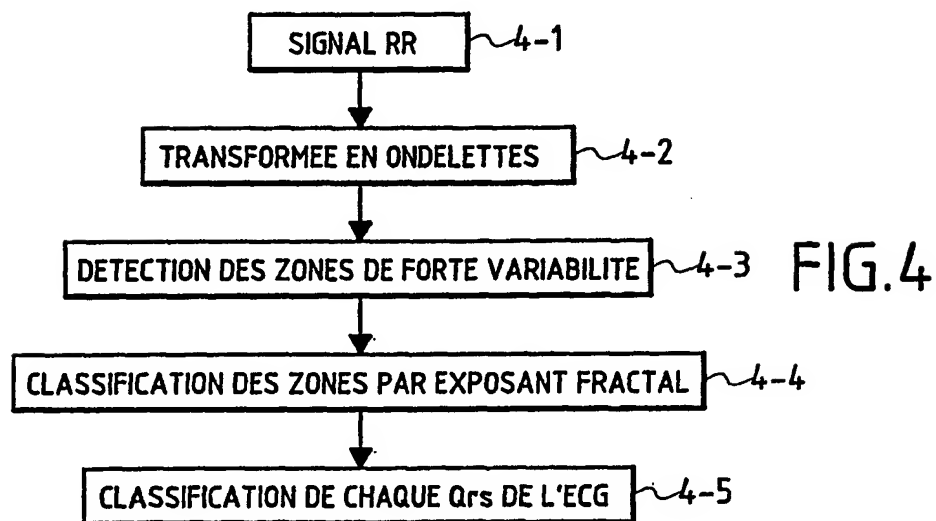 SIGNAL RR 4-1
TRANSFORMEE EN ONDELETTES 4-2
DETECTION DES ZONES DE FORTE VARIABILITE 4-3
FIG.4
CLASSIFICATION DES ZONES PAR EXPOSANT FRACTAL 4-4
CLASSIFICATION DE CHAQUE Qrs DE L'ECG 4-5